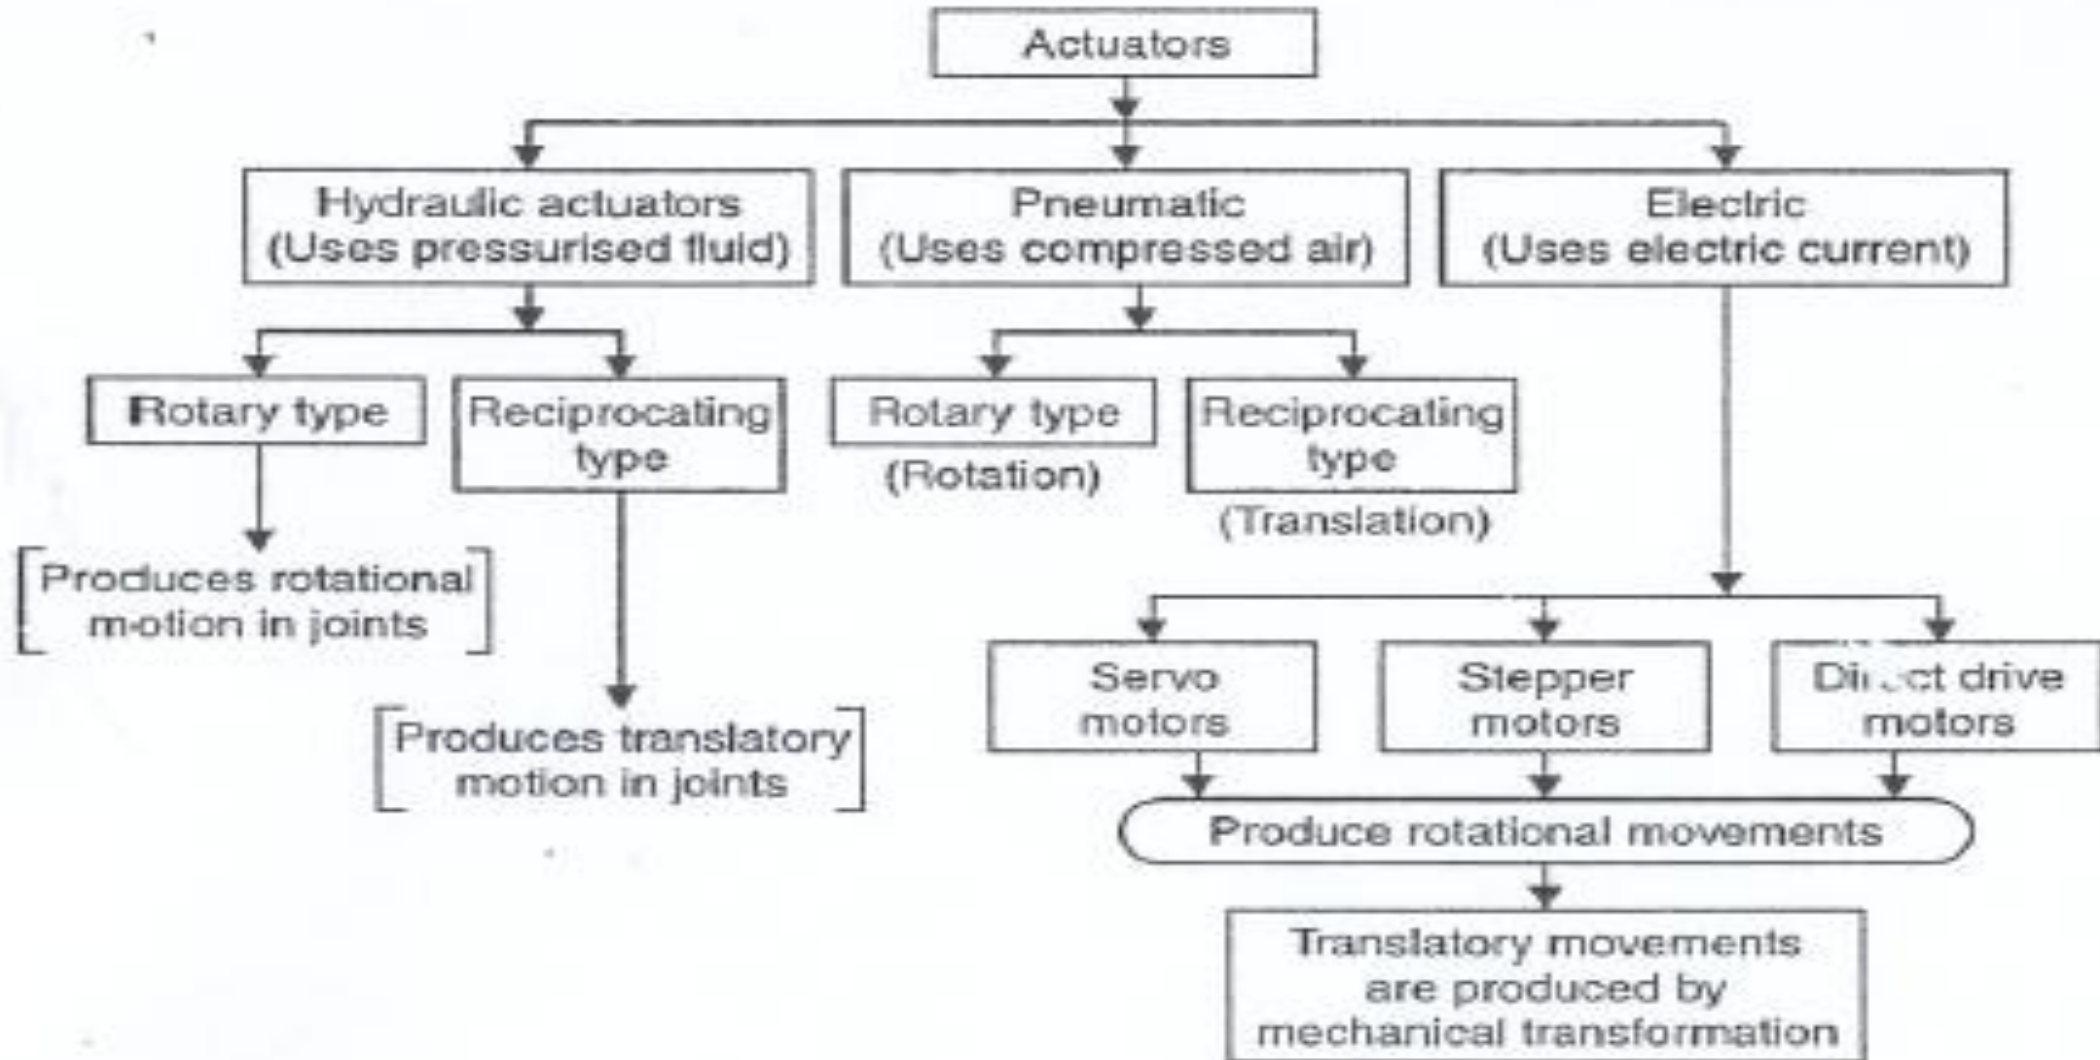 Actuators
Hydraulic actuators
(Uses pressurised fluid)
Pneumatic
(Uses compressed air)
Electric
(Uses electric current)
Rotary type
Reciprocating
type
Rotary type
(Rotation)
Reciprocating
type
(Translation)
Produces rotational
motion in joints
Produces translatory
motion in joints
Servo
motors
Stepper
motors
Direct drive
motors
Produce rotational movements
Translatory movements
are produced by
mechanical transformation